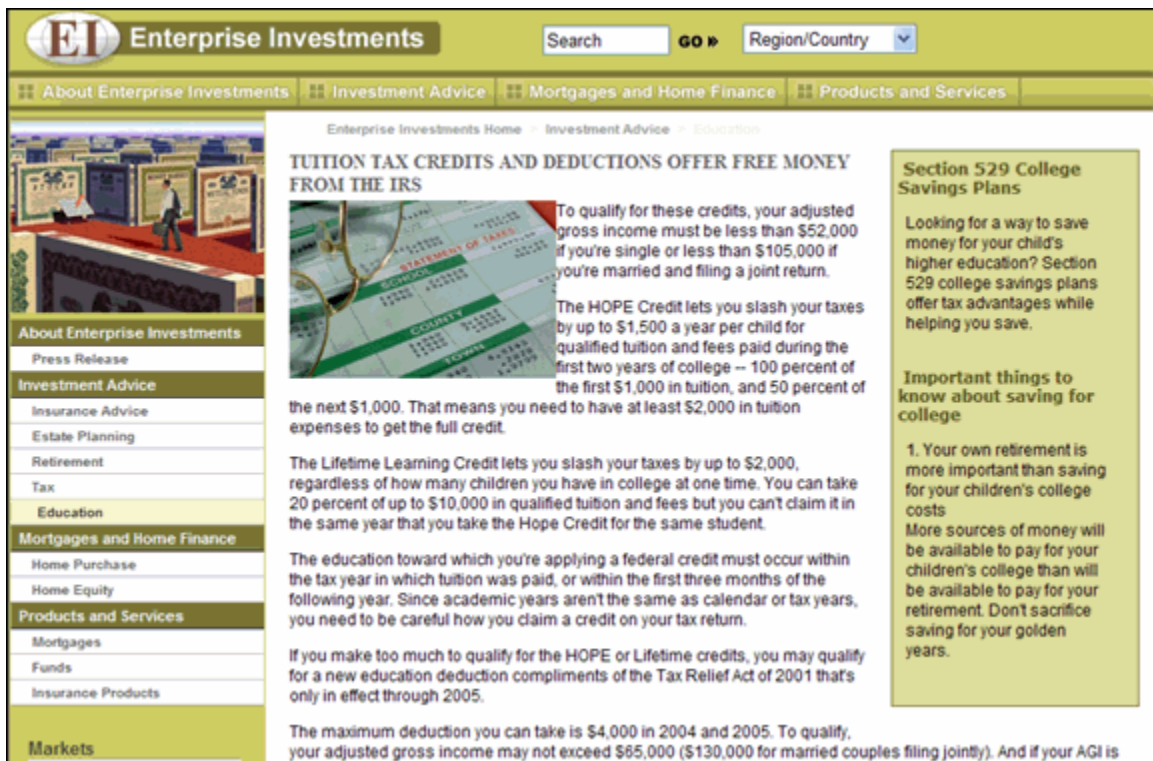 EI Enterprise Investments
Search GO Region/Country
About Enterprise Investments Investment Advice Mortgages and Home Finance Products and Services
Enterprise Investments Home > Investment Advice > Education
TUITION TAX CREDITS AND DEDUCTIONS OFFER FREE MONEY
FROM THE IRS
STATEMENT OF TAXES
SCHOOL
COUNTY
TOWN
To qualify for these credits, your adjusted
gross income must be less than $52,000
if you're single or less than $105,000 if
you're married and filing a joint return.
The HOPE Credit lets you slash your taxes
by up to $1,500 a year per child for
qualified tuition and fees paid during the
first two years of college -- 100 percent of
the first $1,000 in tuition, and 50 percent of
the next $1,000. That means you need to have at least $2,000 in tuition
expenses to get the full credit.
The Lifetime Learning Credit lets you slash your taxes by up to $2,000,
regardless of how many children you have in college at one time. You can take
20 percent of up to $10,000 in qualified tuition and fees but you can't claim it in
the same year that you take the Hope Credit for the same student.
The education toward which you're applying a federal credit must occur within
the tax year in which tuition was paid, or within the first three months of the
following year. Since academic years aren't the same as calendar or tax years,
you need to be careful how you claim a credit on your tax return.
If you make too much to qualify for the HOPE or Lifetime credits, you may qualify
for a new education deduction compliments of the Tax Relief Act of 2001 that's
only in effect through 2005.
The maximum deduction you can take is $4,000 in 2004 and 2005. To qualify,
your adjusted gross income may not exceed $65,000 ($130,000 for married couples filing jointly). And if your AGI is
Section 529 College
Savings Plans
Looking for a way to save
money for your child's
higher education? Section
529 college savings plans
offer tax advantages while
helping you save.
Important things to
know about saving for
college
1. Your own retirement is
more important than saving
for your children's college
costs
More sources of money will
be available to pay for your
children's college than will
be available to pay for your
retirement. Don't sacrifice
saving for your golden
years.
About Enterprise Investments
Press Release
Investment Advice
Insurance Advice
Estate Planning
Retirement
Tax
Education
Mortgages and Home Finance
Home Purchase
Home Equity
Products and Services
Mortgages
Funds
Insurance Products
Markets